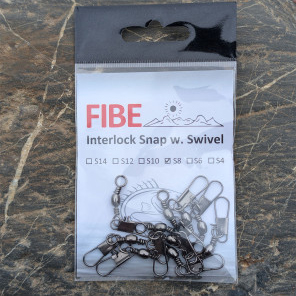 FIBE
Interlock Snap w. Swivel
☐S14 ☐S12 ☐S10 ☑S8 ☐S6 ☐S4